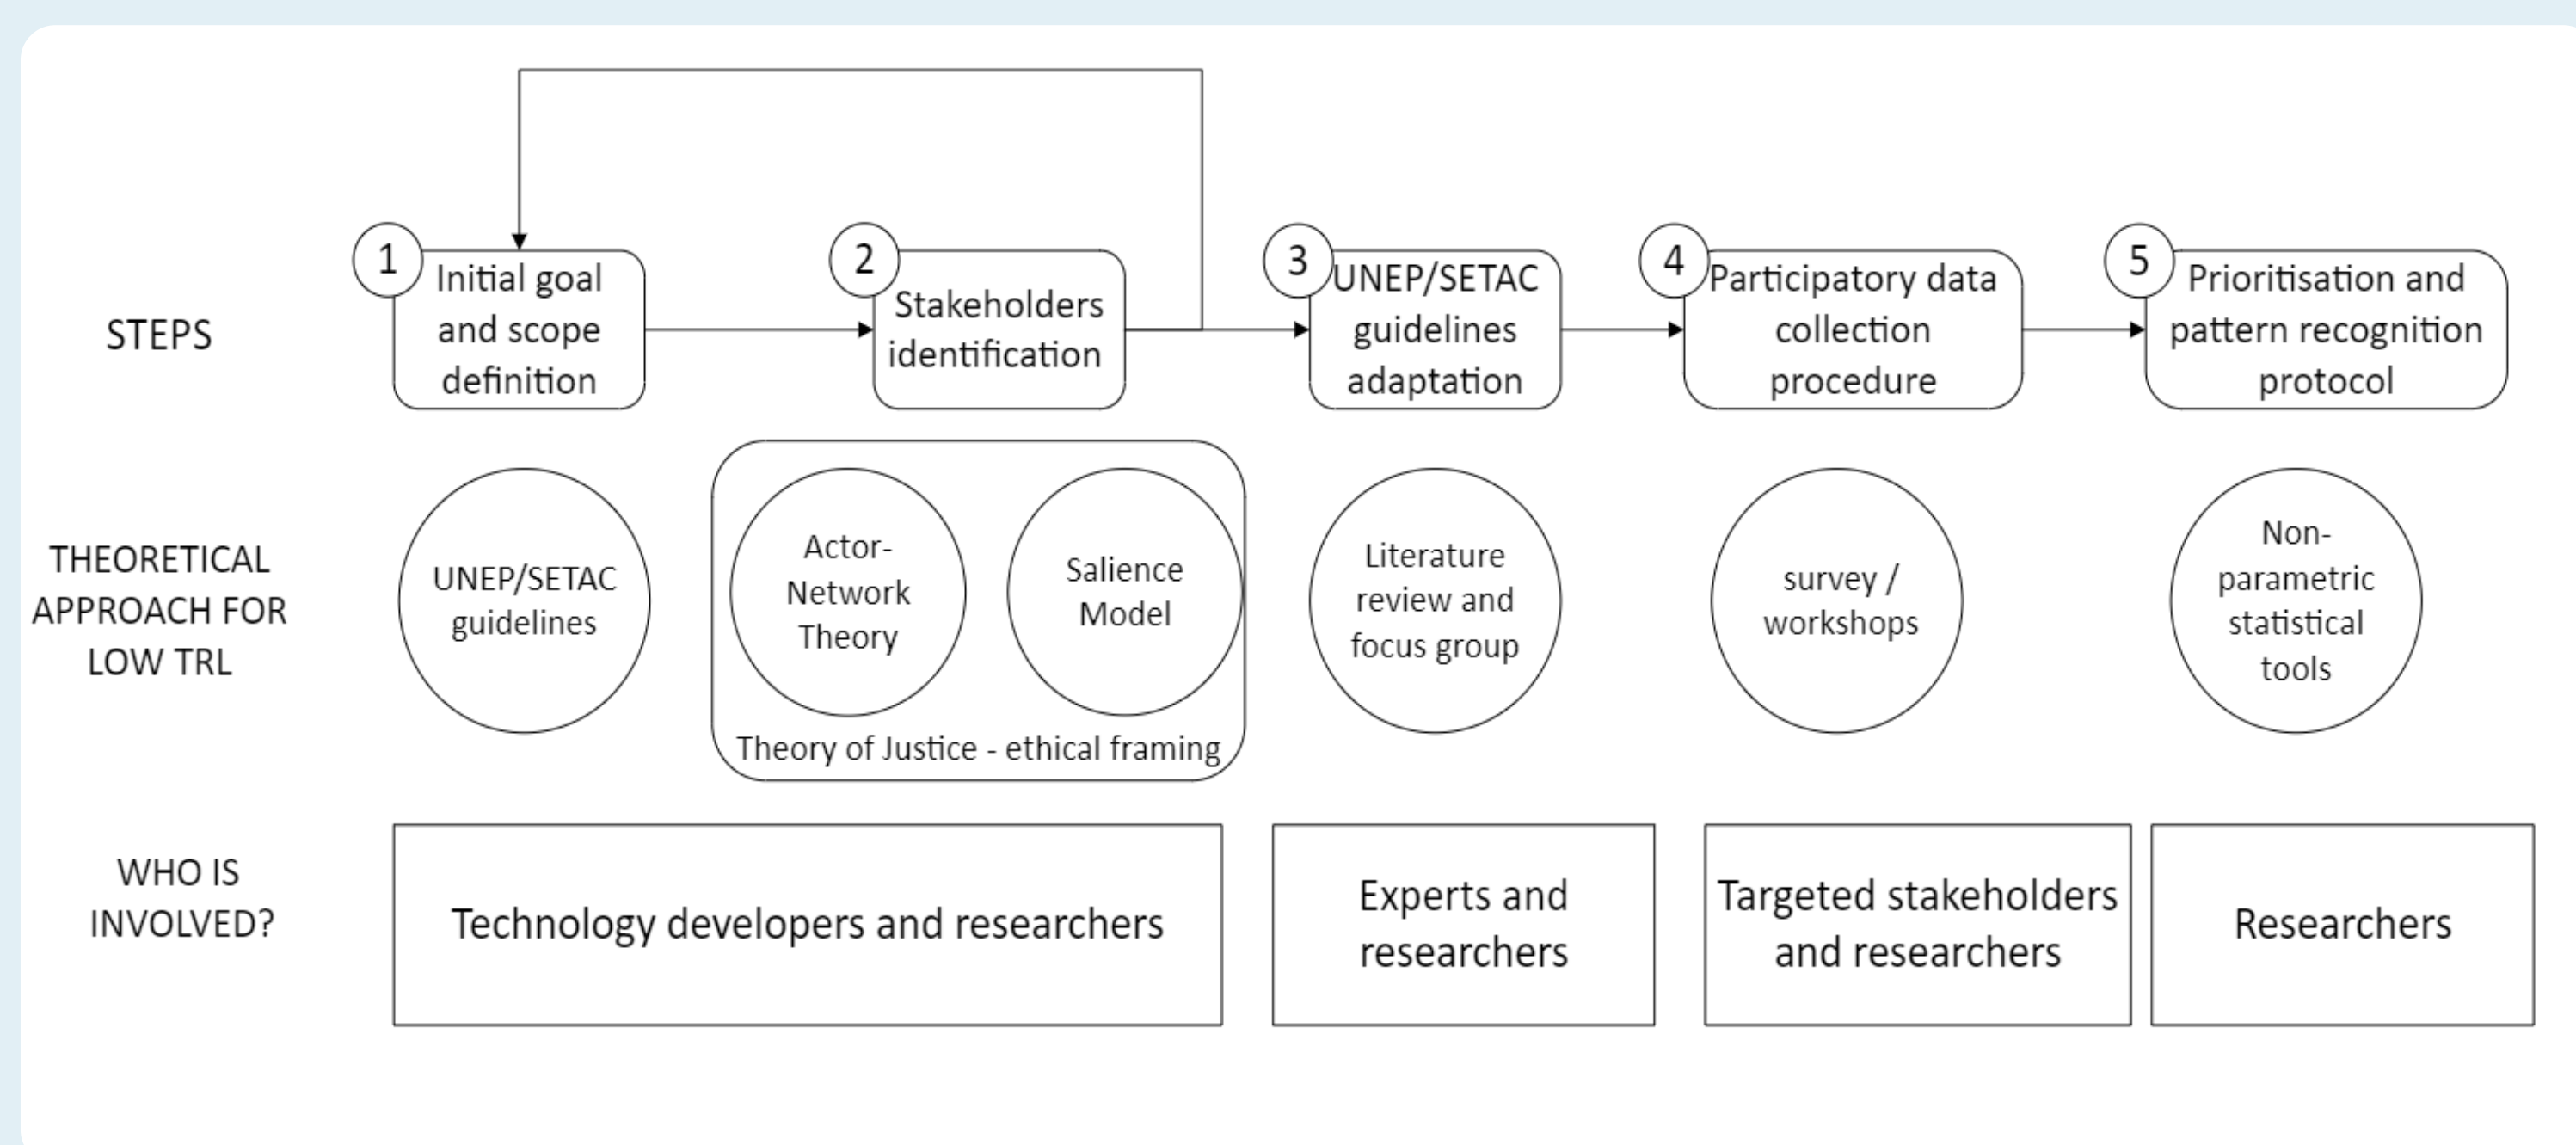 STEPS
1
Initial goal
and scope
definition
2
Stakeholders
identification
3
UNEP/SETAC
guidelines
adaptation
4
Participatory data
collection
procedure
5
Prioritisation and
pattern recognition
protocol
THEORETICAL
APPROACH FOR
LOW TRL
UNEP/SETAC
guidelines
Actor-
Network
Theory
Salience
Model
Theory of Justice - ethical framing
Literature
review and
focus group
survey /
workshops
Non-
parametric
statistical
tools
WHO IS
INVOLVED?
Technology developers and researchers
Experts and
researchers
Targeted stakeholders
and researchers
Researchers